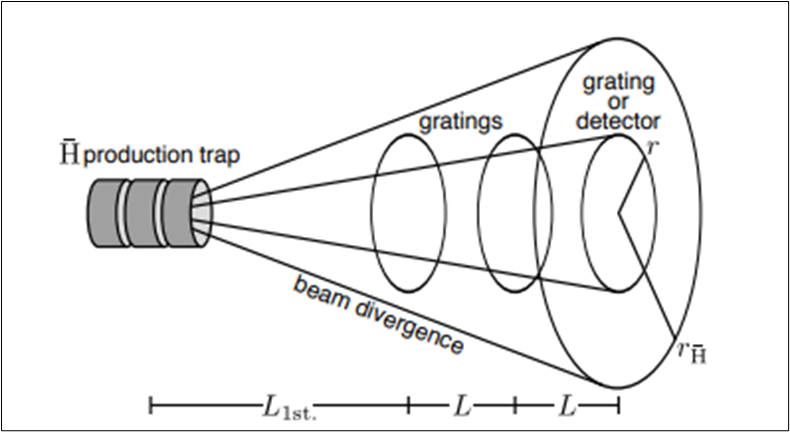 grating
or
detector
gratings
r
H̄ production trap
beam divergence
r_H̄
L_1st. L L